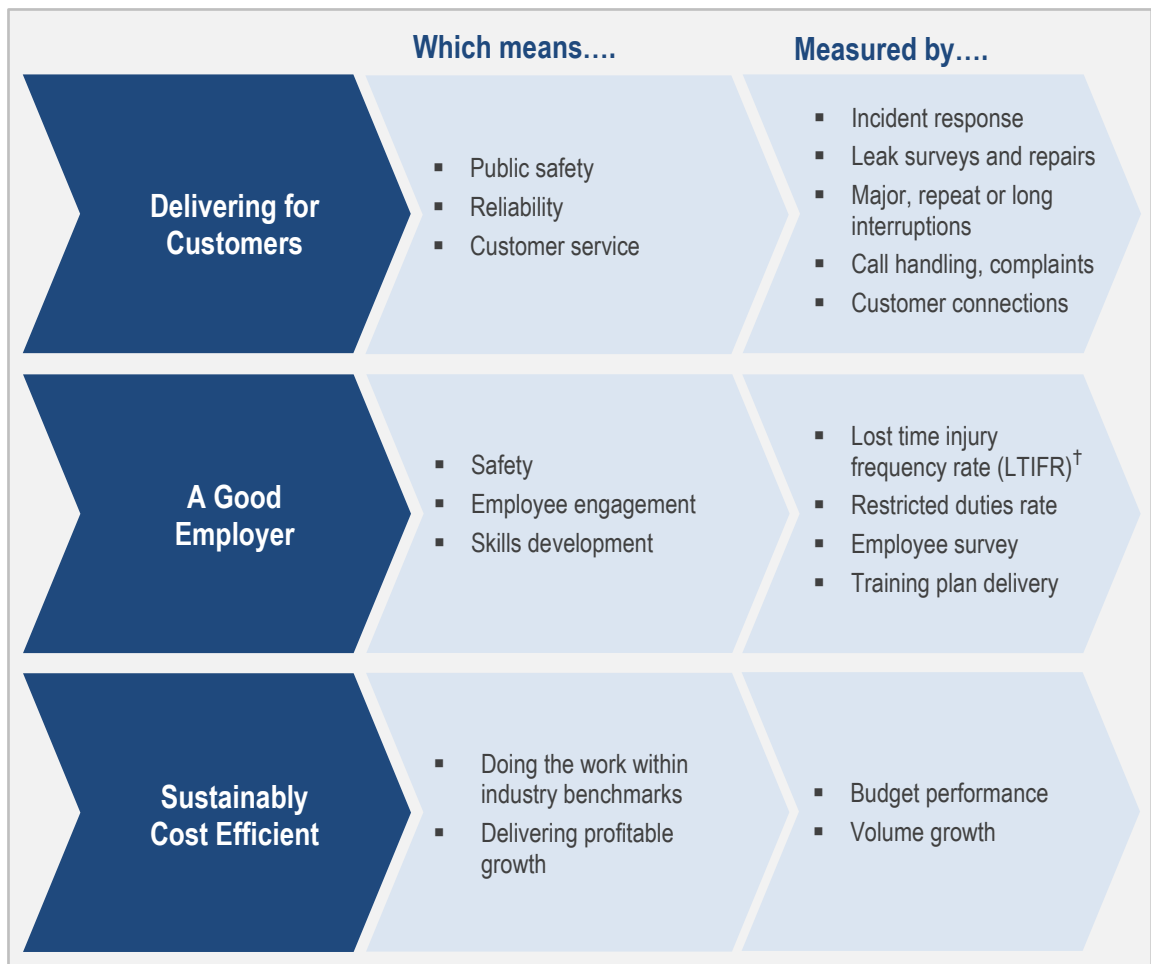 Which means….
Measured by….
Delivering for
Customers
▪ Public safety
▪ Reliability
▪ Customer service
▪ Incident response
▪ Leak surveys and repairs
▪ Major, repeat or long
interruptions
▪ Call handling, complaints
▪ Customer connections
A Good
Employer
▪ Safety
▪ Employee engagement
▪ Skills development
▪ Lost time injury
frequency rate (LTIFR)†
▪ Restricted duties rate
▪ Employee survey
▪ Training plan delivery
Sustainably
Cost Efficient
▪ Doing the work within
industry benchmarks
▪ Delivering profitable
growth
▪ Budget performance
▪ Volume growth